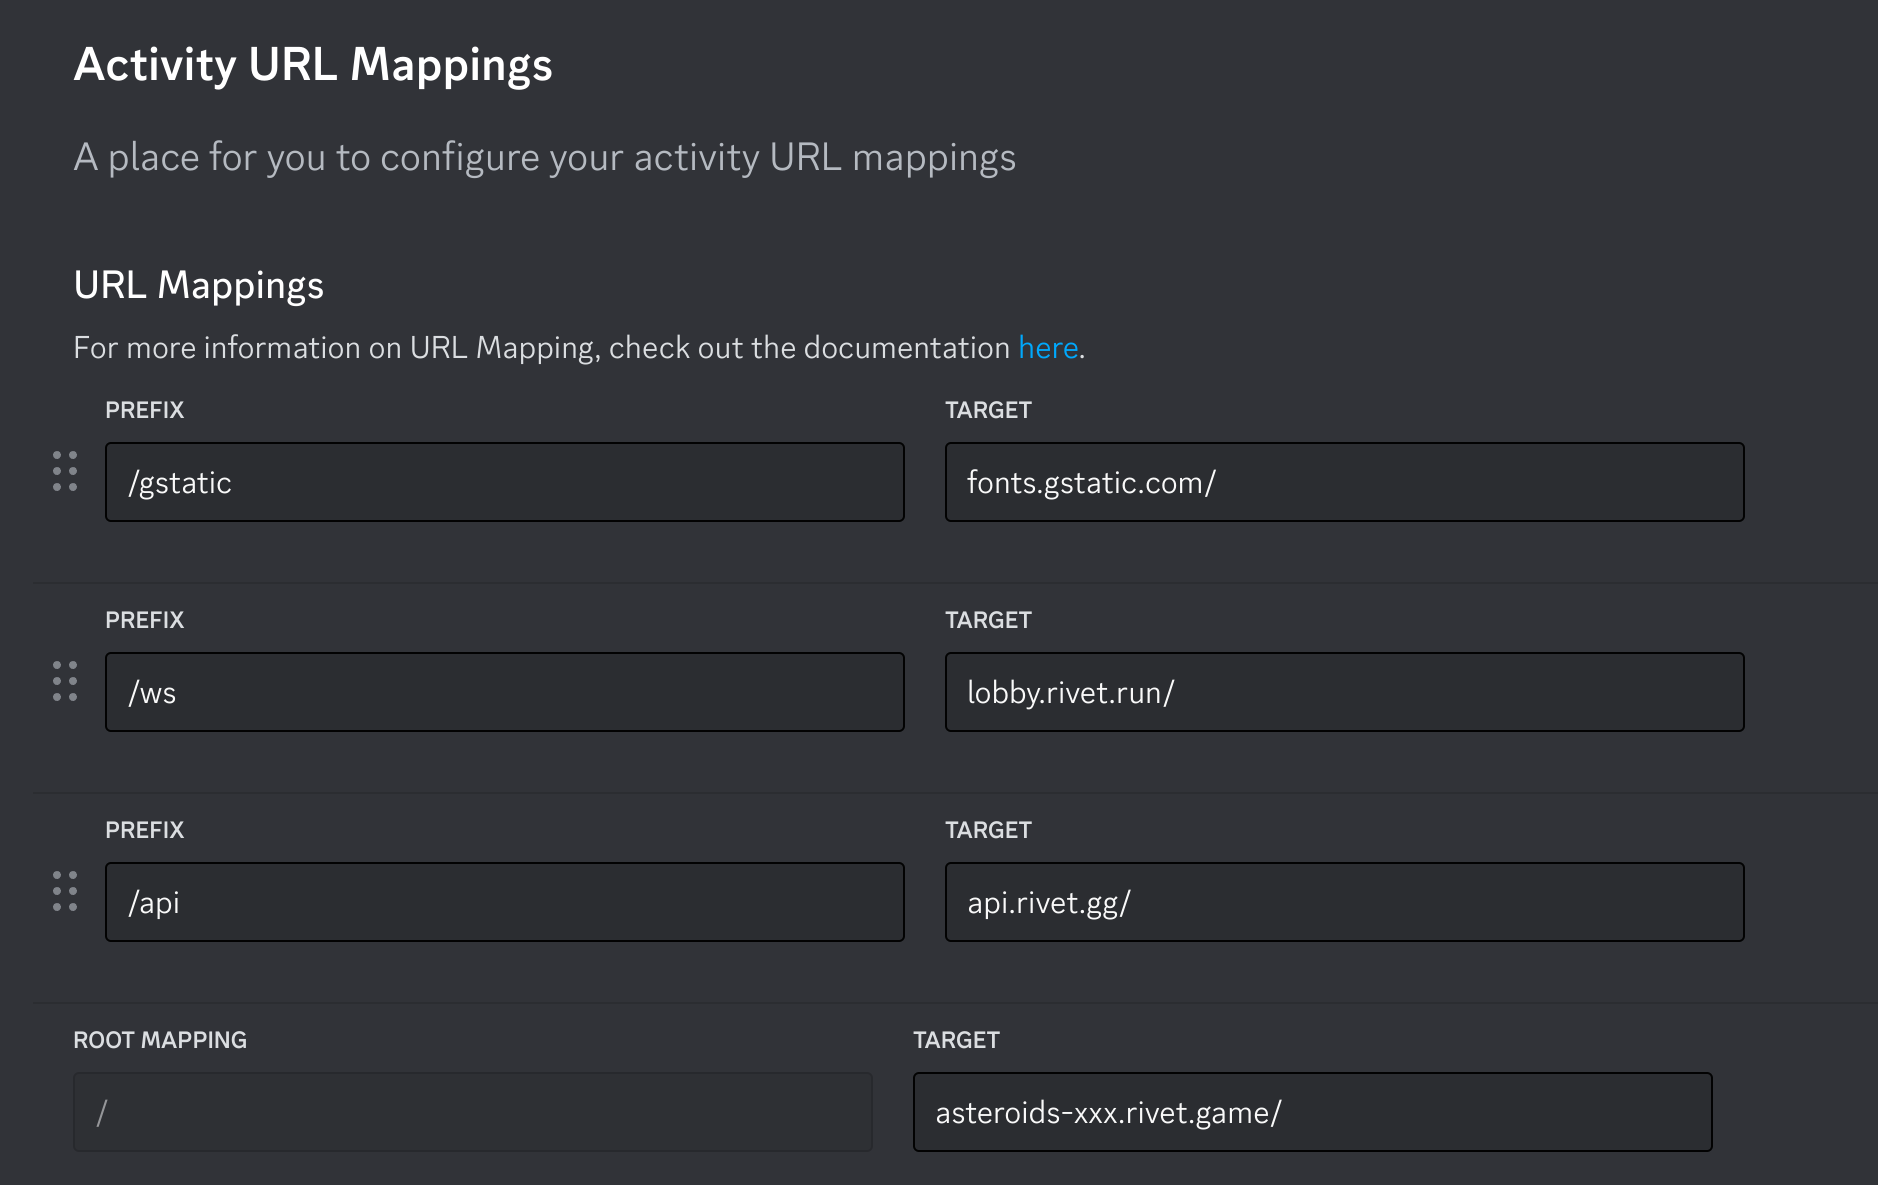 Activity URL Mappings
A place for you to configure your activity URL mappings
URL Mappings
For more information on URL Mapping, check out the documentation here.
PREFIX TARGET
/gstatic fonts.gstatic.com/
PREFIX TARGET
/ws lobby.rivet.run/
PREFIX TARGET
/api api.rivet.gg/
ROOT MAPPING TARGET
/ asteroids-xxx.rivet.game/